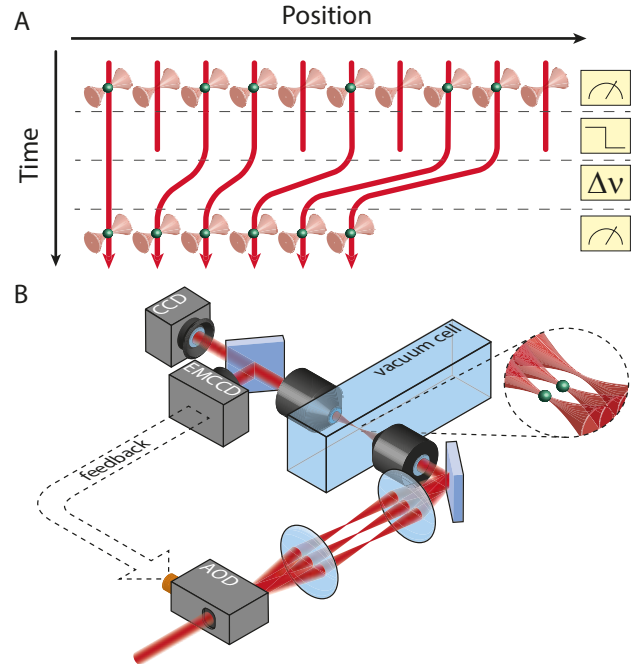 A
Position
Time
Δν
B
CCD
EMCCD
vacuum cell
feedback
AOD